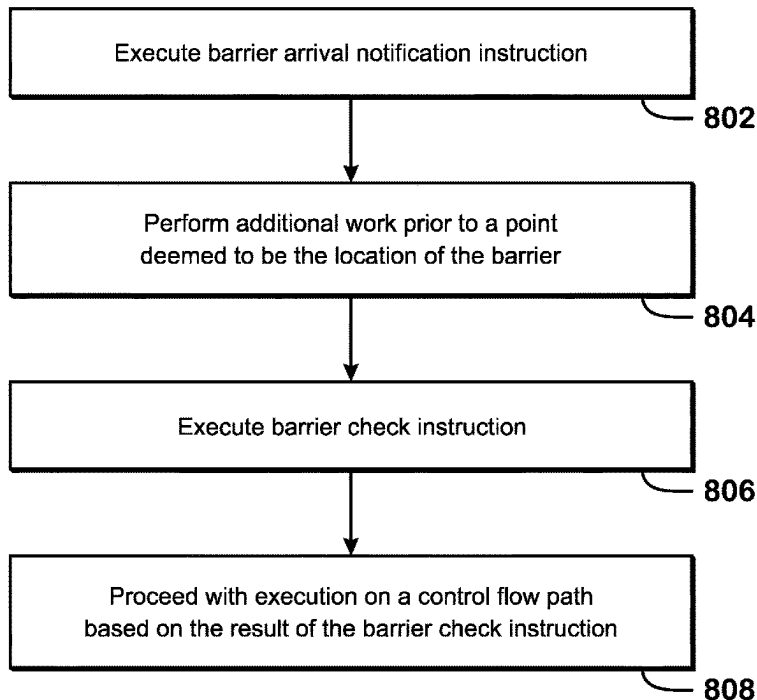 Execute barrier arrival notification instruction
802
Perform additional work prior to a point
deemed to be the location of the barrier
804
Execute barrier check instruction
806
Proceed with execution on a control flow path
based on the result of the barrier check instruction
808